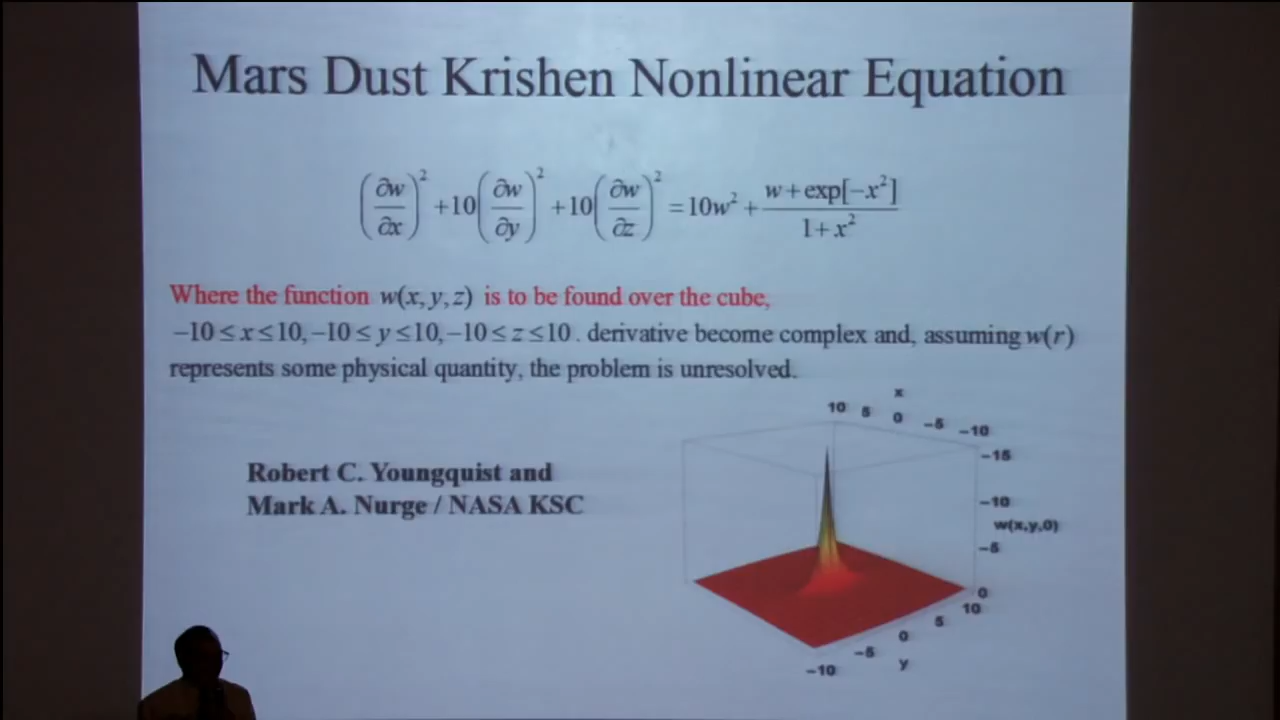 Mars Dust Krishen Nonlinear Equation
(∂w/∂x)² + 10(∂w/∂y)² + 10(∂w/∂z)² = 10w² + (w + exp[−x²])/(1 + x²)
Where the function w(x, y, z) is to be found over the cube,
−10 ≤ x ≤ 10, −10 ≤ y ≤ 10, −10 ≤ z ≤ 10 . derivative become complex and, assuming w(r)
represents some physical quantity, the problem is unresolved.
Robert C. Youngquist and
Mark A. Nurge / NASA KSC
x
10 5 0 −5 −10
−15
−10
w(x,y,0)
−5
0
10
5
0
−5
−10
y